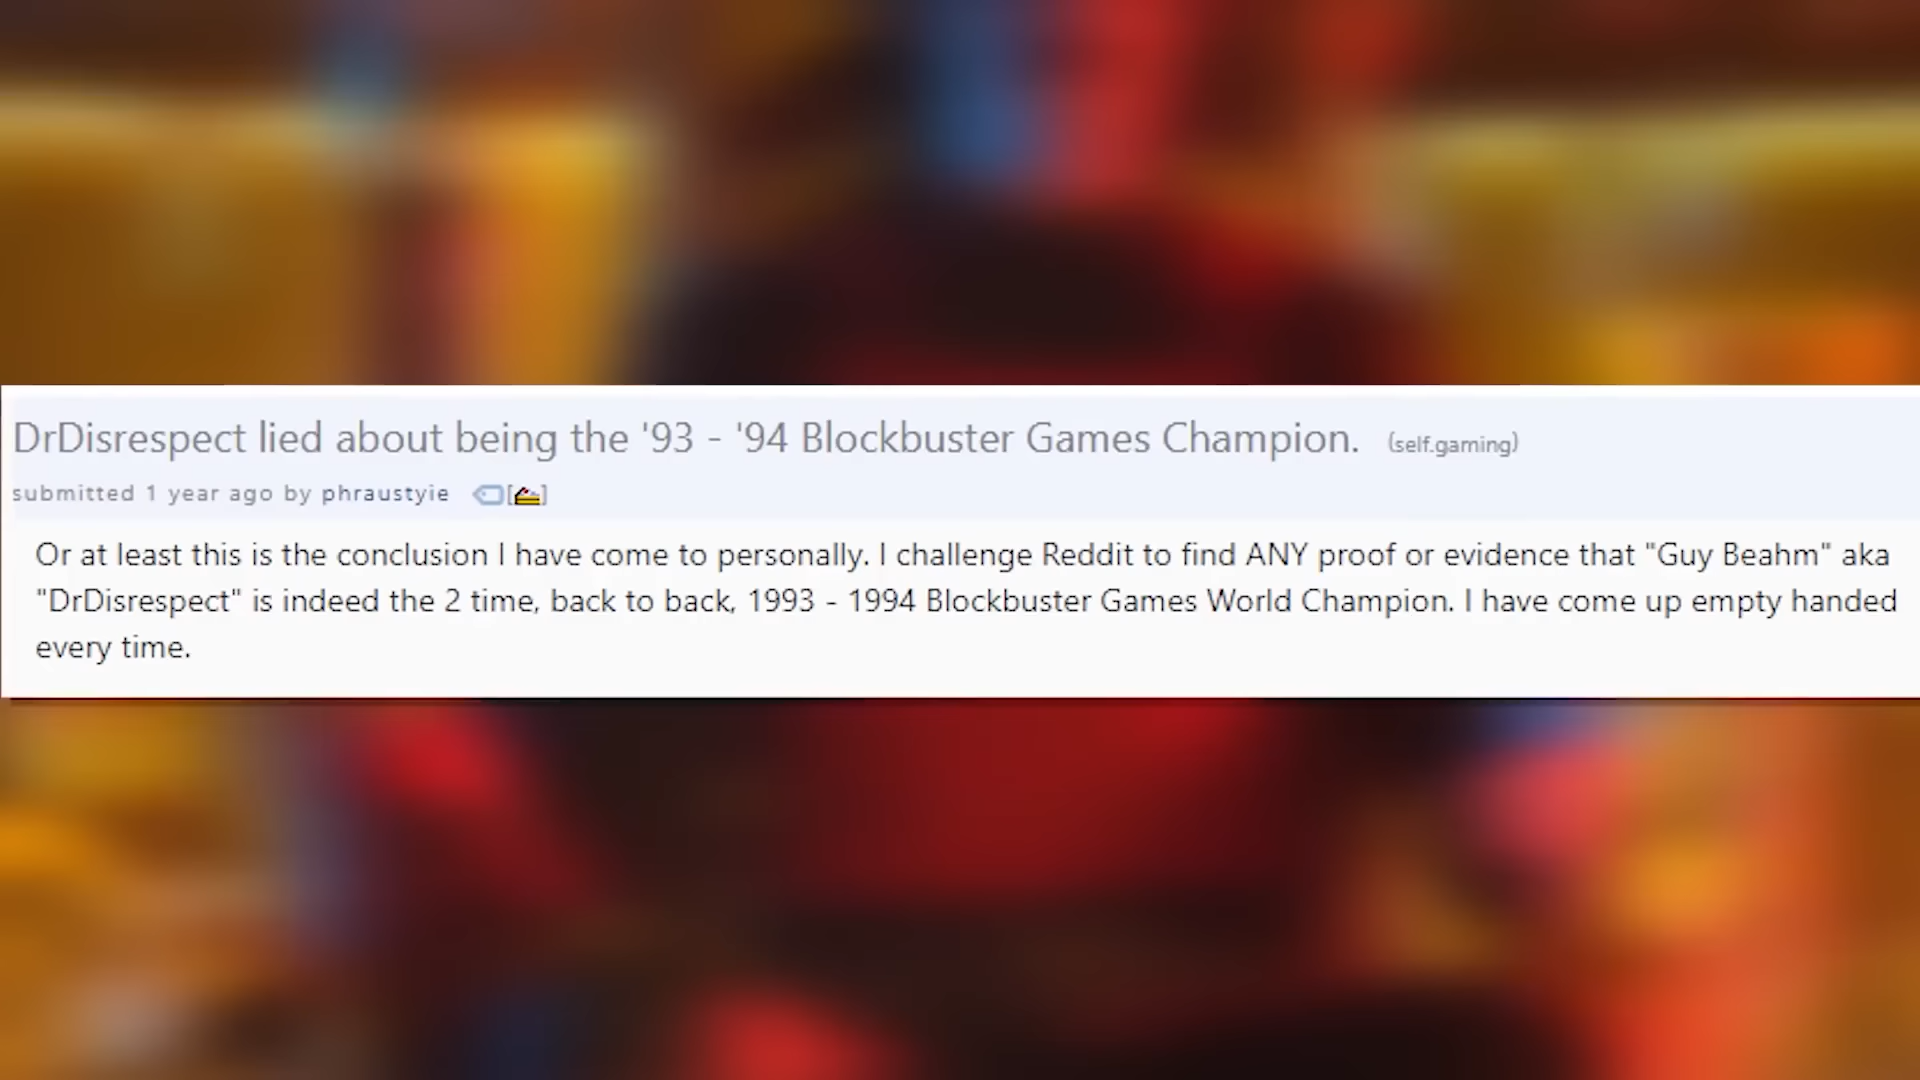 DrDisrespect lied about being the '93 - '94 Blockbuster Games Champion. (self.gaming)
submitted 1 year ago by phraustyie
Or at least this is the conclusion I have come to personally. I challenge Reddit to find ANY proof or evidence that "Guy Beahm" aka
"DrDisrespect" is indeed the 2 time, back to back, 1993 - 1994 Blockbuster Games World Champion. I have come up empty handed
every time.